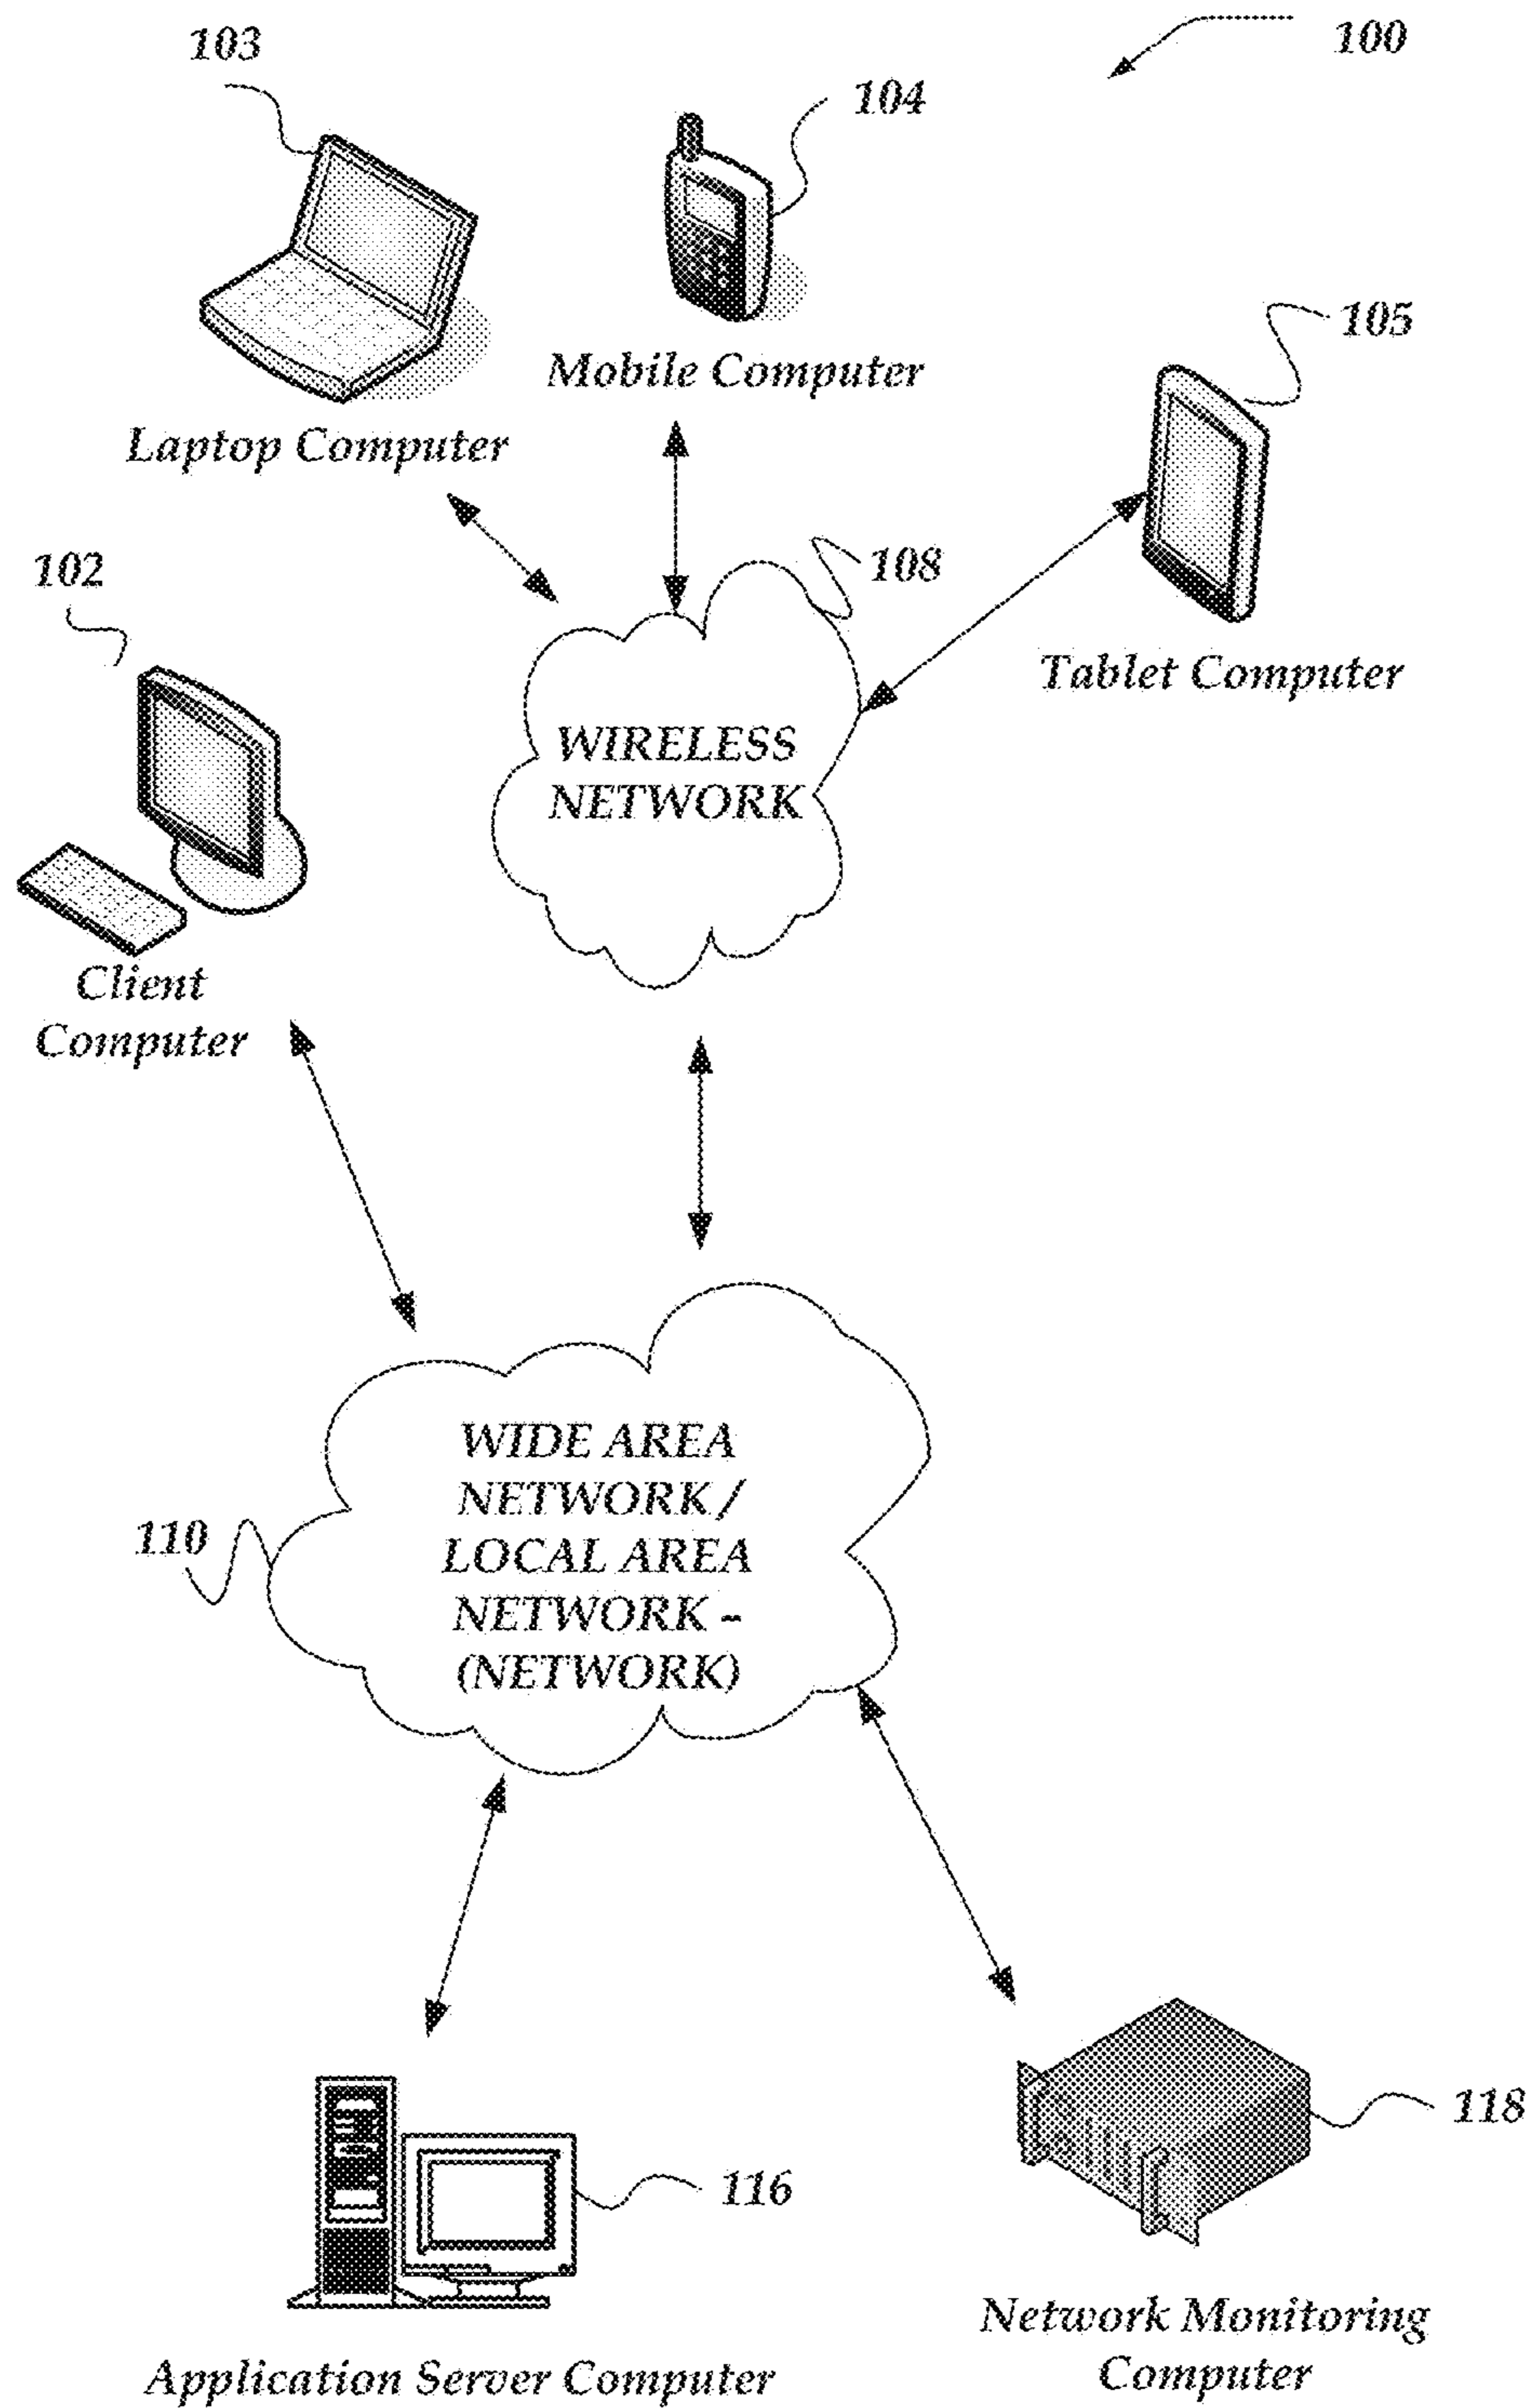 100
103
104
Mobile Computer
105
Laptop Computer
108
102
Tablet Computer
WIRELESS
NETWORK
Client
Computer
WIDE AREA
NETWORK /
LOCAL AREA
NETWORK –
(NETWORK)
110
118
116
Network Monitoring
Computer
Application Server Computer